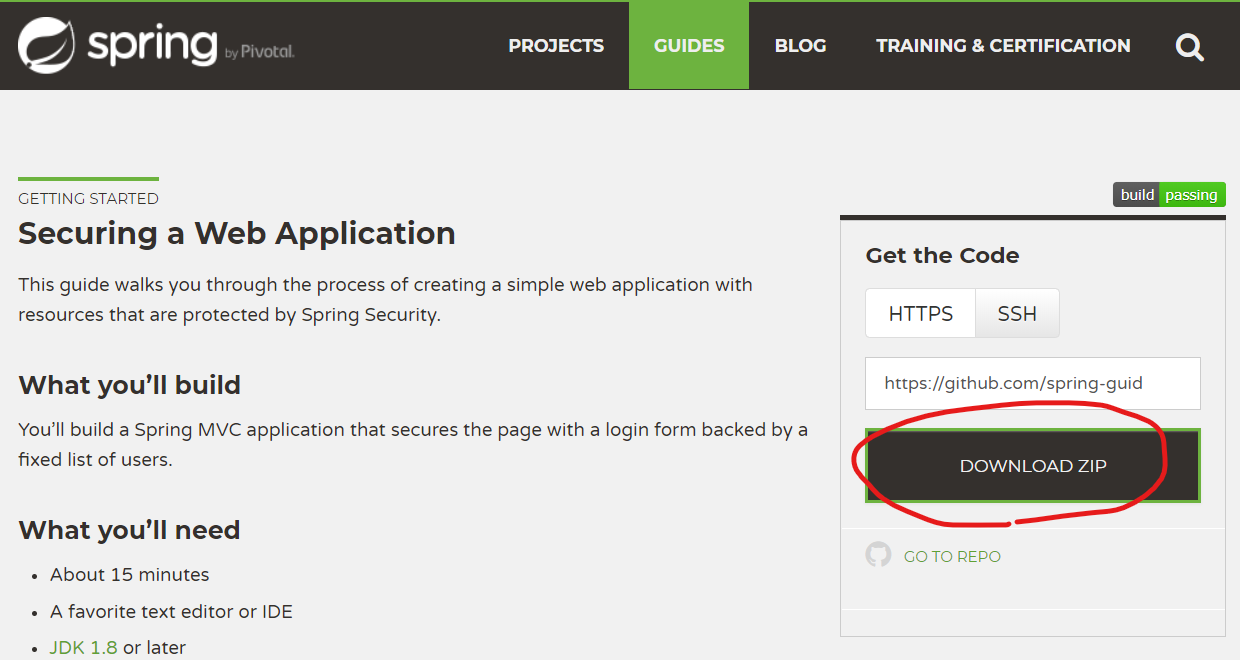 spring by Pivotal.
PROJECTS GUIDES BLOG TRAINING & CERTIFICATION
GETTING STARTED
Securing a Web Application
This guide walks you through the process of creating a simple web application with
resources that are protected by Spring Security.
What you’ll build
You’ll build a Spring MVC application that secures the page with a login form backed by a
fixed list of users.
What you’ll need
• About 15 minutes
• A favorite text editor or IDE
• JDK 1.8 or later
build passing
Get the Code
HTTPS SSH
https://github.com/spring-guid
DOWNLOAD ZIP
GO TO REPO